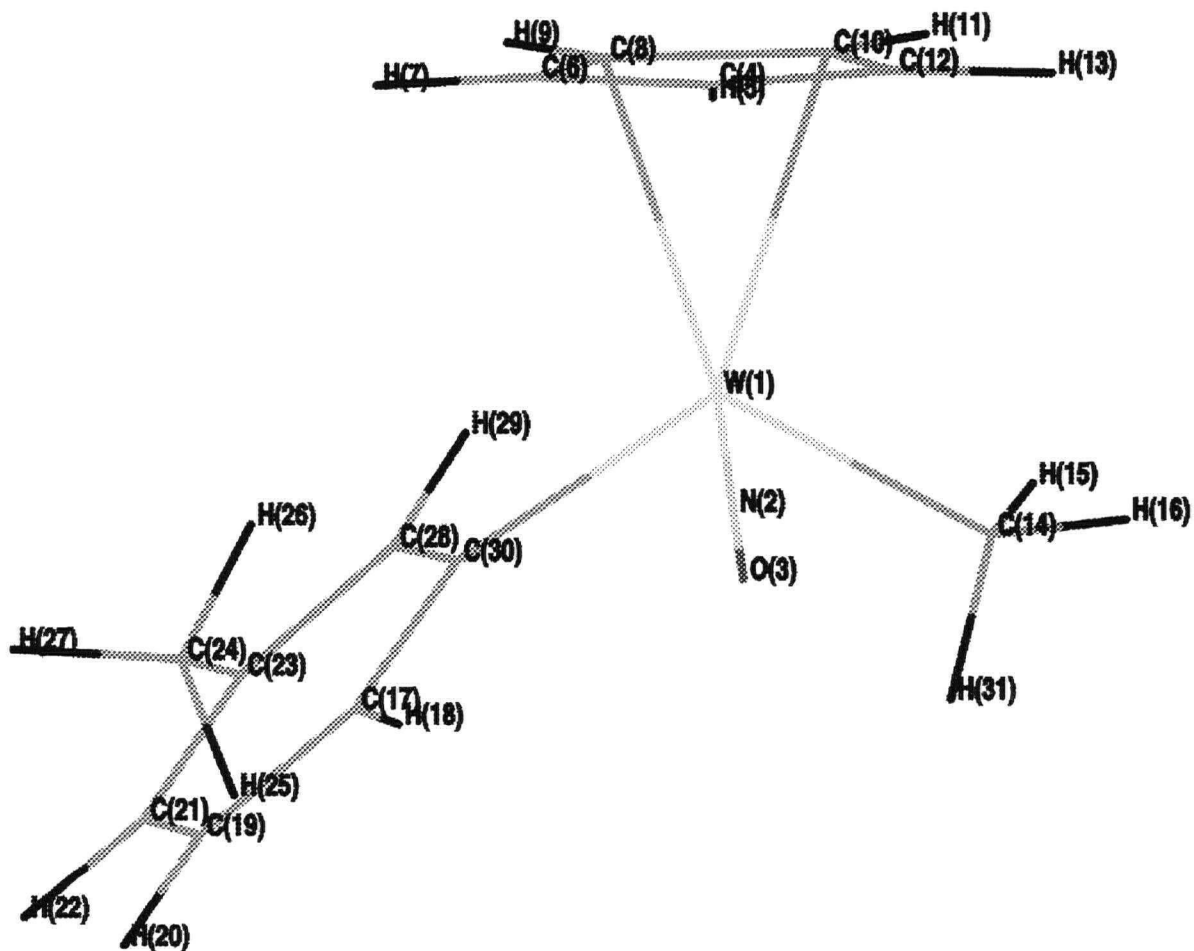 H(11)
H(9)
C(8)
C(10)
C(6)
C(12)
H(7)
C(4)
H(13)
H(5)
W(1)
H(29)
H(15)
N(2)
H(16)
H(26)
C(28)
C(30)
C(14)
O(3)
H(27)
C(24)
C(23)
H(31)
C(17)
H(18)
H(25)
C(21)
C(19)
H(22)
H(20)